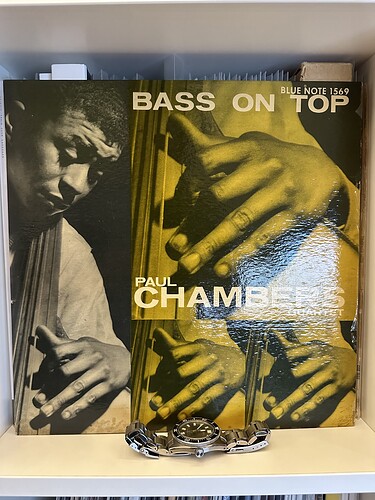 BLUE NOTE 1569
BASS ON TOP
PAUL
CHAMBERS
QUARTET